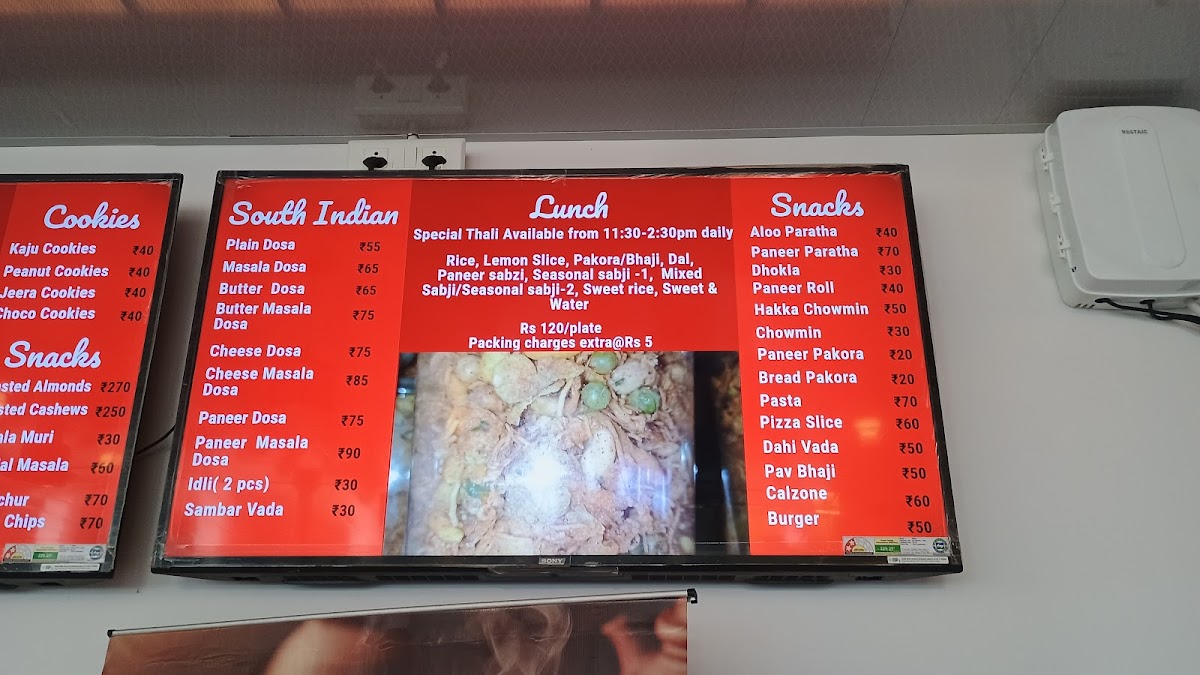 Cookies
Kaju Cookies ₹40
Peanut Cookies ₹40
Jeera Cookies ₹40
Choco Cookies ₹40
Snacks
Almonds ₹270
Cashews ₹250
Muri ₹30
Masala ₹60
₹70
Chips ₹70
South Indian
Plain Dosa ₹55
Masala Dosa ₹65
Butter Dosa ₹65
Butter Masala
Dosa ₹75
Cheese Dosa ₹75
Cheese Masala
Dosa ₹85
Paneer Dosa ₹75
Paneer Masala
Dosa ₹90
Idli( 2 pcs) ₹30
Sambar Vada ₹30
Lunch
Special Thali Available from 11:30-2:30pm daily
Rice, Lemon Slice, Pakora/Bhaji, Dal,
Paneer sabzi, Seasonal sabji -1, Mixed
Sabji/Seasonal sabji-2, Sweet rice, Sweet &
Water
Rs 120/plate
Packing charges extra@Rs 5
Snacks
Aloo Paratha ₹40
Paneer Paratha ₹70
Dhokla ₹30
Paneer Roll ₹40
Hakka Chowmin ₹50
Chowmin ₹30
Paneer Pakora ₹20
Bread Pakora ₹20
Pasta ₹70
Pizza Slice ₹60
Dahi Vada ₹50
Pav Bhaji ₹50
Calzone ₹60
Burger ₹50
SONY